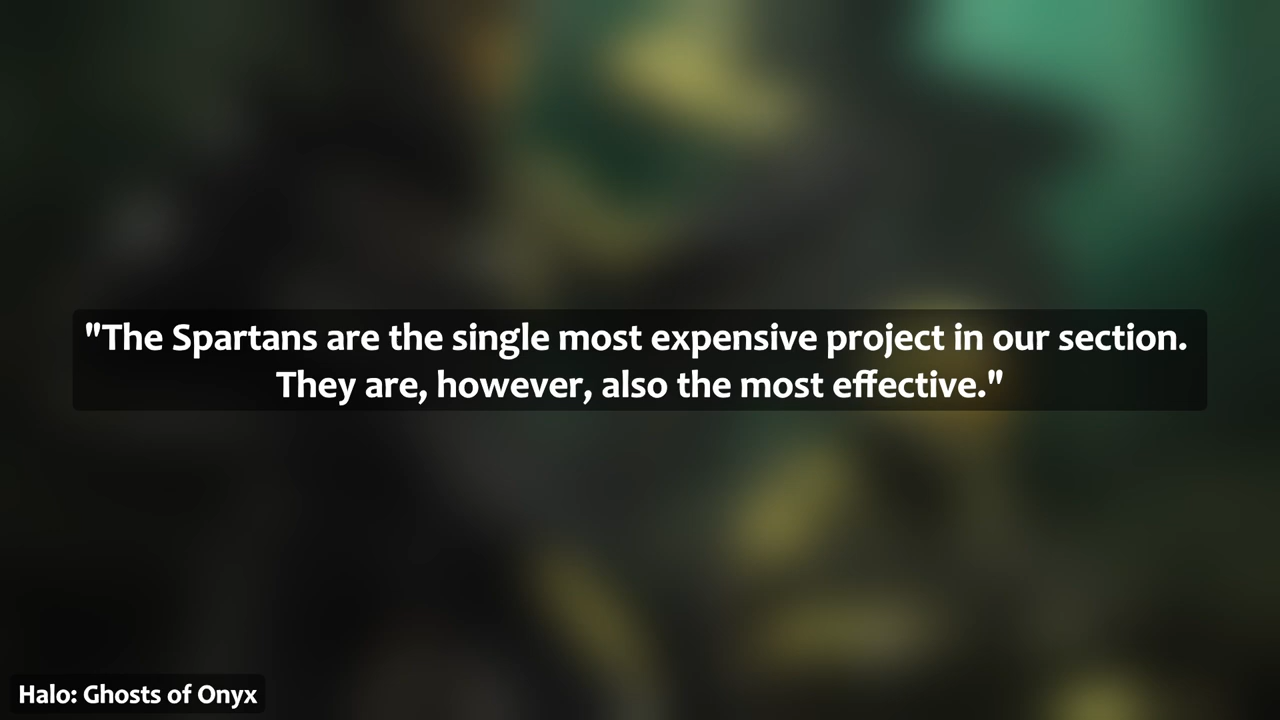 "The Spartans are the single most expensive project in our section.
They are, however, also the most effective."
Halo: Ghosts of Onyx